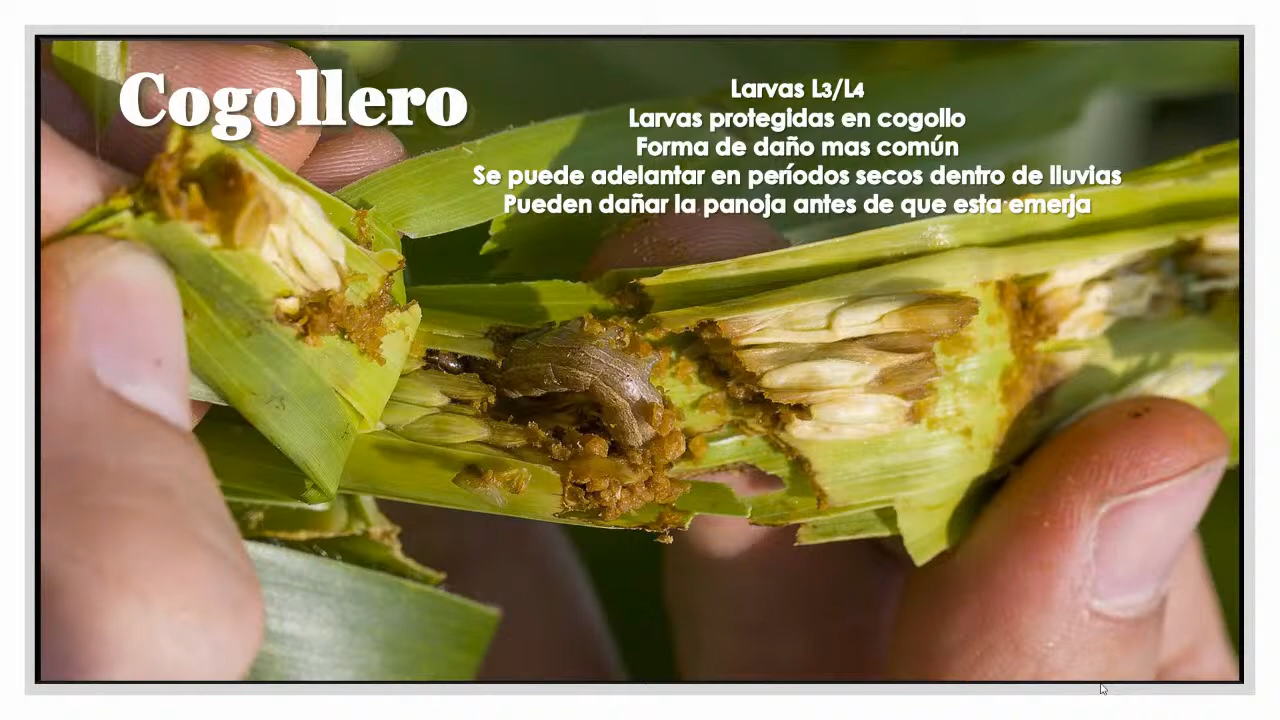 Cogollero
Larvas L3/L4
Larvas protegidas en cogollo
Forma de daño mas común
Se puede adelantar en períodos secos dentro de lluvias
Pueden dañar la panoja antes de que esta emerja